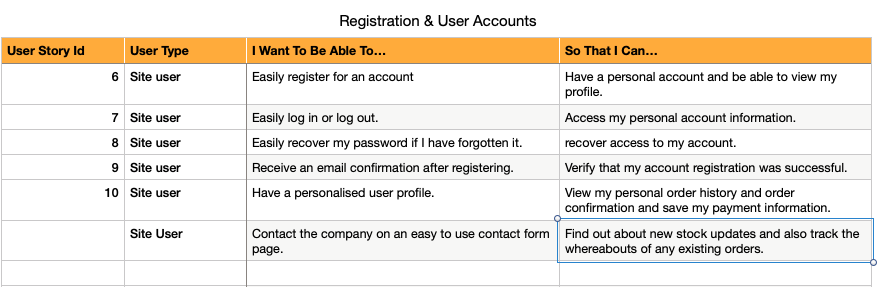 Registration & User Accounts
User Story Id User Type I Want To Be Able To… So That I Can…
6 Site user Easily register for an account Have a personal account and be able to view my
profile.
7 Site user Easily log in or log out. Access my personal account information.
8 Site user Easily recover my password if I have forgotten it. recover access to my account.
9 Site user Receive an email confirmation after registering. Verify that my account registration was successful.
10 Site user Have a personalised user profile. View my personal order history and order
confirmation and save my payment information.
Site User Contact the company on an easy to use contact form Find out about new stock updates and also track the
page. whereabouts of any existing orders.